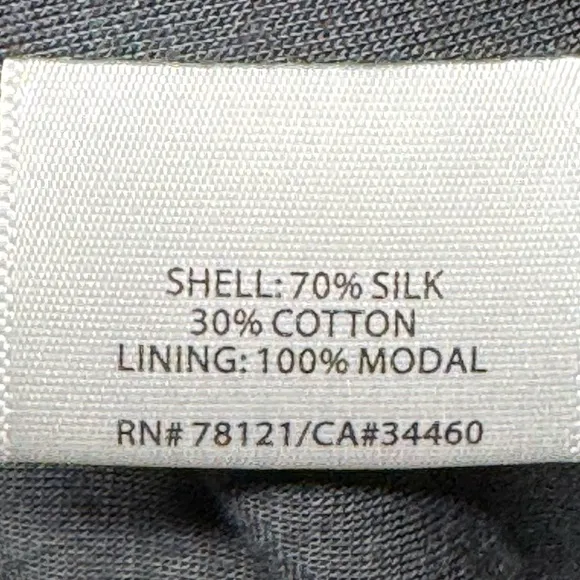 SHELL: 70% SILK
30% COTTON
LINING: 100% MODAL
RN# 78121/CA#34460